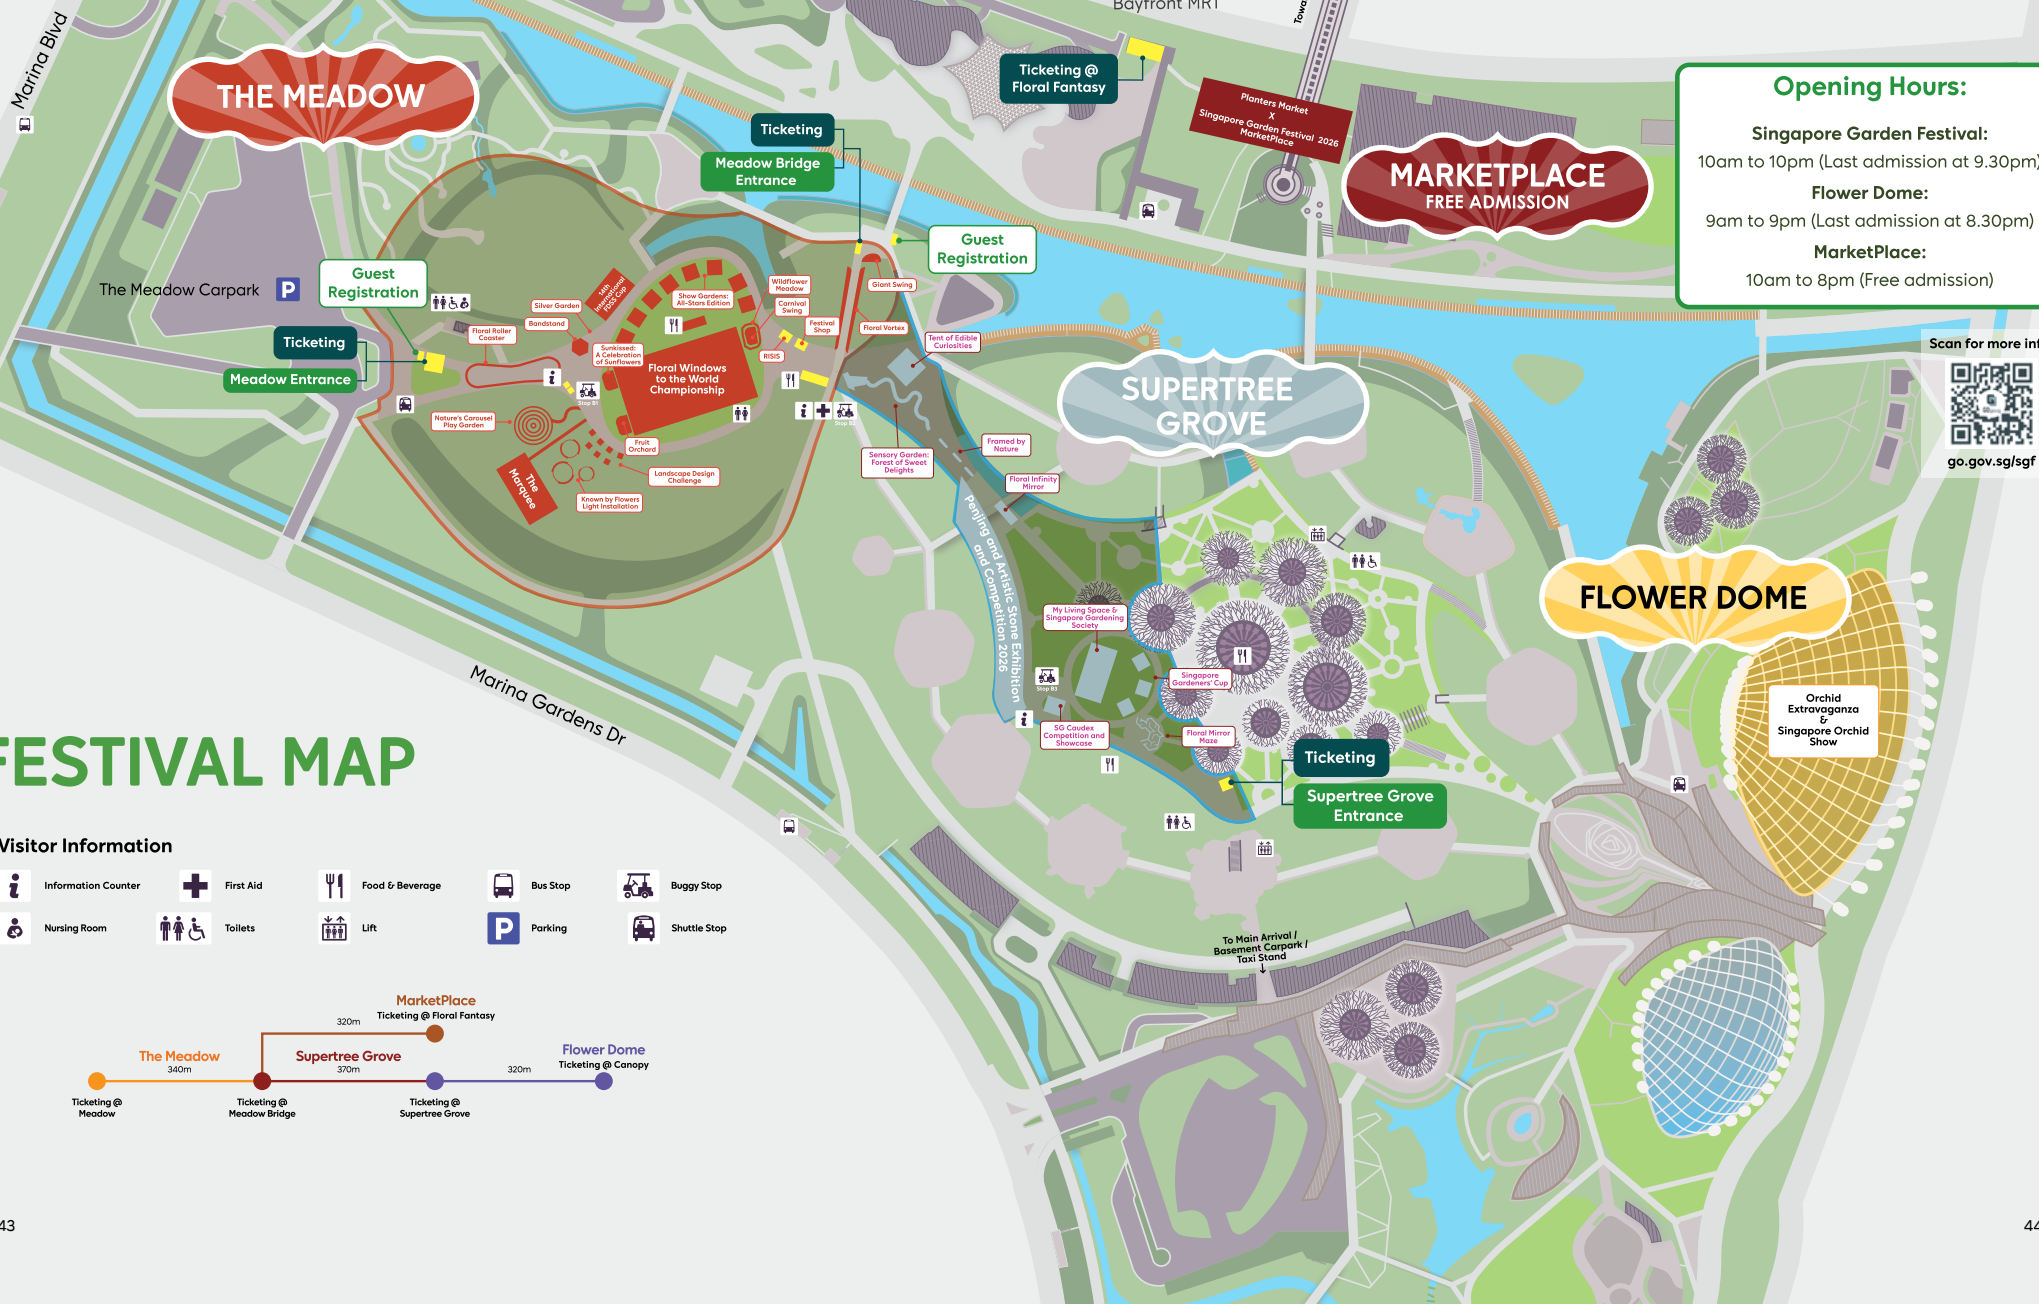 Marina Blvd
THE MEADOW
Bayfront MRT
Towa
Ticketing @
Floral Fantasy
Planters Market
X
Singapore Garden Festival 2026
MarketPlace
MARKETPLACE
FREE ADMISSION
Opening Hours:
Singapore Garden Festival:
10am to 10pm (Last admission at 9.30pm)
Flower Dome:
9am to 9pm (Last admission at 8.30pm)
MarketPlace:
10am to 8pm (Free admission)
Scan for more inf
go.gov.sg/sgf
Ticketing
Meadow Bridge
Entrance
Guest
Registration
Guest
Registration
The Meadow Carpark
P
Ticketing
Meadow Entrance
Floral Roller
Coaster
Silver Garden
Bandstand
14th
International
FDSS Cup
Show Gardens:
All-Stars Edition
Wildflower
Meadow
Carnival
Swing
Festival
Shop
RISIS
Giant Swing
Floral Vortex
Sunkissed:
A Celebration
of Sunflowers
Floral Windows
to the World
Championship
Stop B1
Stop B2
Nature's Carousel
Play Garden
The
Marquee
Fruit
Orchard
Landscape Design
Challenge
Known by Flowers
Light Installation
Tent of Edible
Curiosities
Sensory Garden:
Forest of Sweet
Delights
Framed by
Nature
Floral Infinity
Mirror
SUPERTREE
GROVE
Penjing and Artistic Stone Exhibition
and Competition 2026
My Living Space &
Singapore Gardening
Society
Singapore
Gardeners' Cup
Stop B3
SG Caudex
Competition and
Showcase
Floral Mirror
Maze
Ticketing
Supertree Grove
Entrance
FLOWER DOME
Orchid
Extravaganza
&
Singapore Orchid
Show
To Main Arrival /
Basement Carpark /
Taxi Stand
Marina Gardens Dr
FESTIVAL MAP
Visitor Information
Information Counter
First Aid
Food & Beverage
Bus Stop
Buggy Stop
Nursing Room
Toilets
Lift
P
Parking
Shuttle Stop
MarketPlace
Ticketing @ Floral Fantasy
320m
The Meadow
340m
Supertree Grove
370m
Flower Dome
Ticketing @ Canopy
320m
Ticketing @
Meadow
Ticketing @
Meadow Bridge
Ticketing @
Supertree Grove
43
44